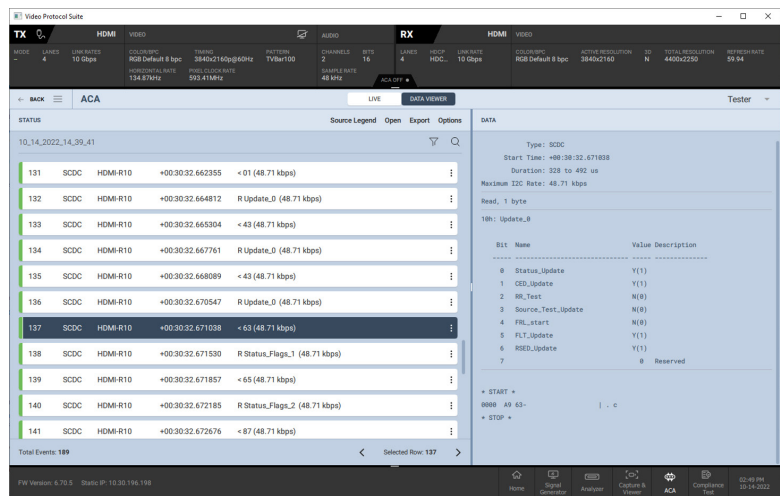 Video Protocol Suite
TX HDMI VIDEO AUDIO RX HDMI VIDEO
MODE LANES LINK RATES COLOR/BPC TIMING PATTERN CHANNELS BITS LANES HDCP LINK RATE COLOR/BPC ACTIVE RESOLUTION 3D TOTAL RESOLUTION REFRESH RATE
– 4 10 Gbps RGB Default 8 bpc 3840x2160p@60Hz TVBar100 2 16 4 HDC... 10 Gbps RGB Default 8 bpc 3840x2160 N 4400x2250 59.94
HORIZONTAL RATE PIXEL CLOCK RATE SAMPLE RATE
134.87kHz 593.41MHz 48 kHz
ACA OFF
← BACK ACA LIVE DATA VIEWER Tester
STATUS Source Legend Open Export Options DATA
10_14_2022_14_39_41
131 SCDC HDMI-R10 +00:30:32.662355 < 01 (48.71 kbps)
132 SCDC HDMI-R10 +00:30:32.664812 R Update_0 (48.71 kbps)
133 SCDC HDMI-R10 +00:30:32.665304 < 43 (48.71 kbps)
134 SCDC HDMI-R10 +00:30:32.667761 R Update_0 (48.71 kbps)
135 SCDC HDMI-R10 +00:30:32.668089 < 43 (48.71 kbps)
136 SCDC HDMI-R10 +00:30:32.670547 R Update_0 (48.71 kbps)
137 SCDC HDMI-R10 +00:30:32.671038 < 63 (48.71 kbps)
138 SCDC HDMI-R10 +00:30:32.671530 R Status_Flags_1 (48.71 kbps)
139 SCDC HDMI-R10 +00:30:32.671857 < 65 (48.71 kbps)
140 SCDC HDMI-R10 +00:30:32.672185 R Status_Flags_2 (48.71 kbps)
141 SCDC HDMI-R10 +00:30:32.672676 < 87 (48.71 kbps)
Total Events: 189 < Selected Row: 137 >
Type: SCDC
Start Time: +00:30:32.671038
Duration: 328 to 492 us
Maximum I2C Rate: 48.71 kbps
Read, 1 byte
10h: Update_0
Bit Name Value Description
----- ------------------------------ ----- --------------
0 Status_Update Y(1)
1 CED_Update Y(1)
2 RR_Test N(0)
3 Source_Test_Update N(0)
4 FRL_start N(0)
5 FLT_Update Y(1)
6 RSED_Update Y(1)
7 0 Reserved
* START *
0000 A9 63- | . c
* STOP *
FW Version: 6.70.5 Static IP: 10.30.196.198
Home Signal Generator Analyzer Capture & Viewer ACA Compliance Test
02:49 PM
10-14-2022